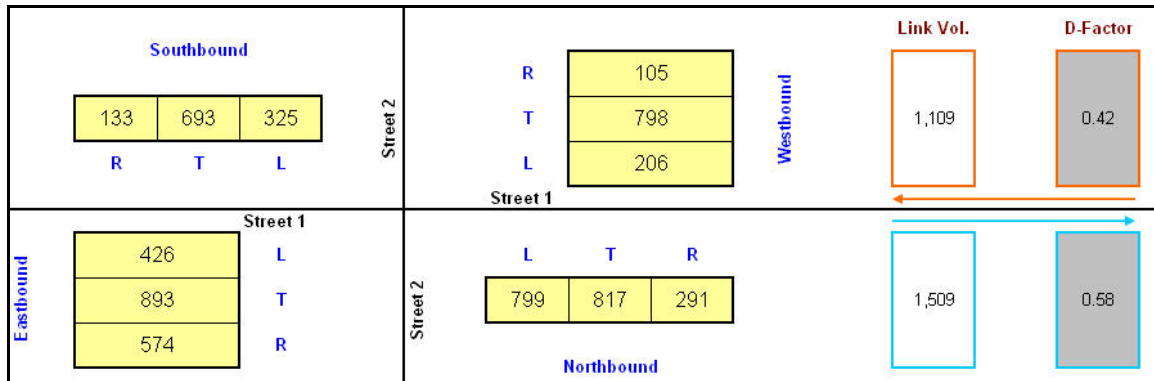 Southbound
133 693 325
R T L
Street 2
R 105
T 798
L 206
Westbound
Street 1
Link Vol. D-Factor
1,109 0.42
Street 1
Eastbound
426 L
893 T
574 R
Street 2
L T R
799 817 291
Northbound
1,509 0.58